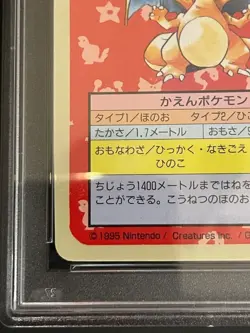 かえんポケモン
タイプ1/ほのお　タイプ2/ひこ
たかさ/1.7メートル　おもさ/9
おもなわざ/ひっかく・なきごえ
ひのこ
ちじょう1400メートルまではねを
ことができる。こうねつのほのお
© 1995 Nintendo / Creatures inc. / G